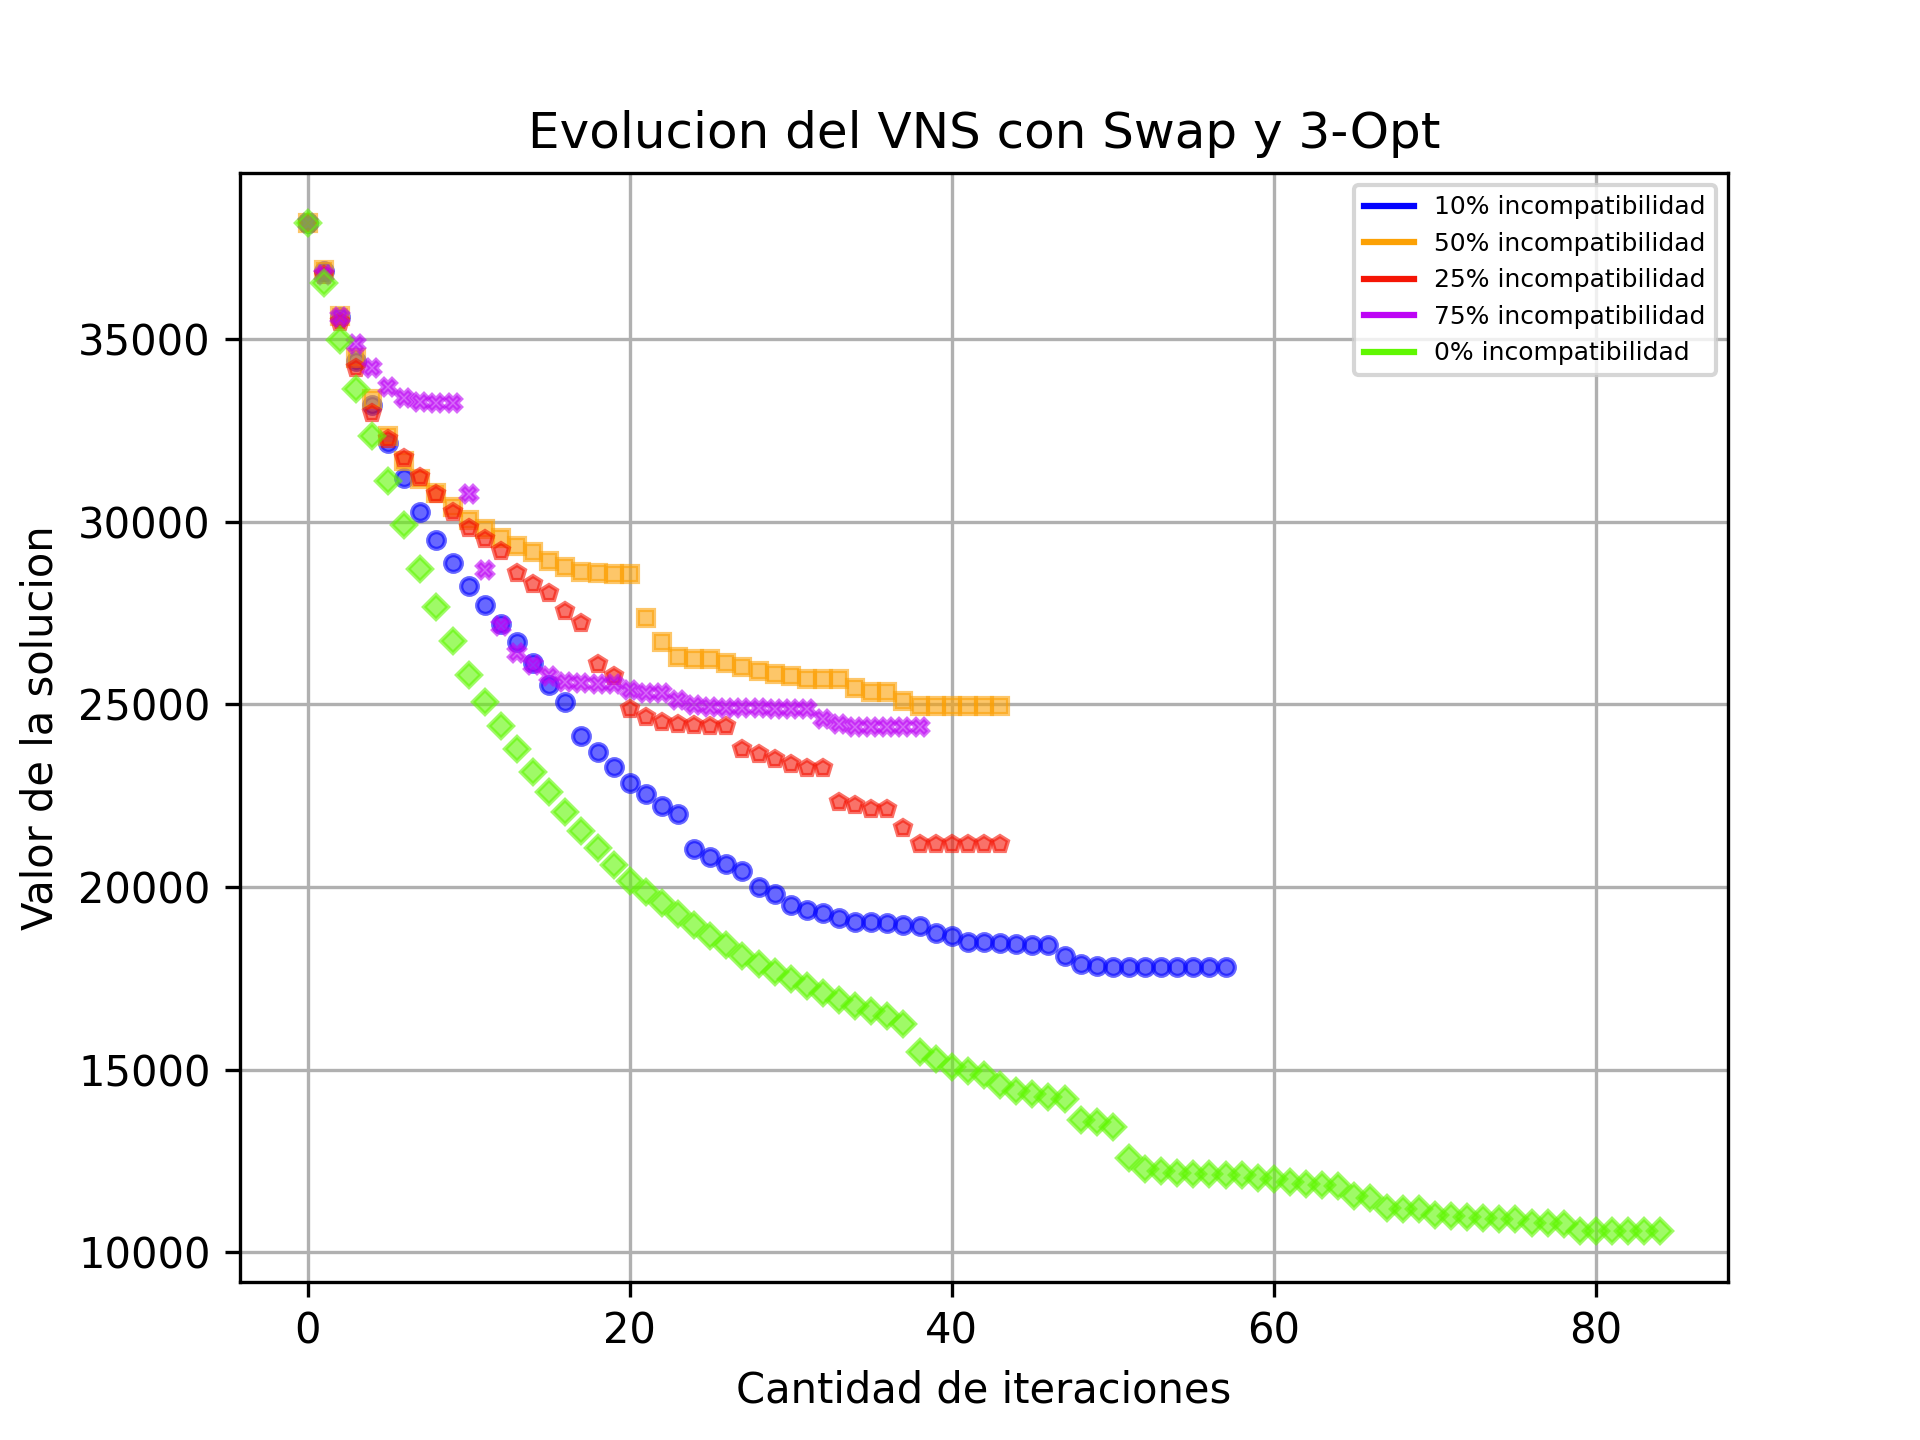 Evolucion del VNS con Swap y 3-Opt
10% incompatibilidad
50% incompatibilidad
25% incompatibilidad
75% incompatibilidad
0% incompatibilidad
Valor de la solucion
35000
30000
25000
20000
15000
10000
0 20 40 60 80
Cantidad de iteraciones